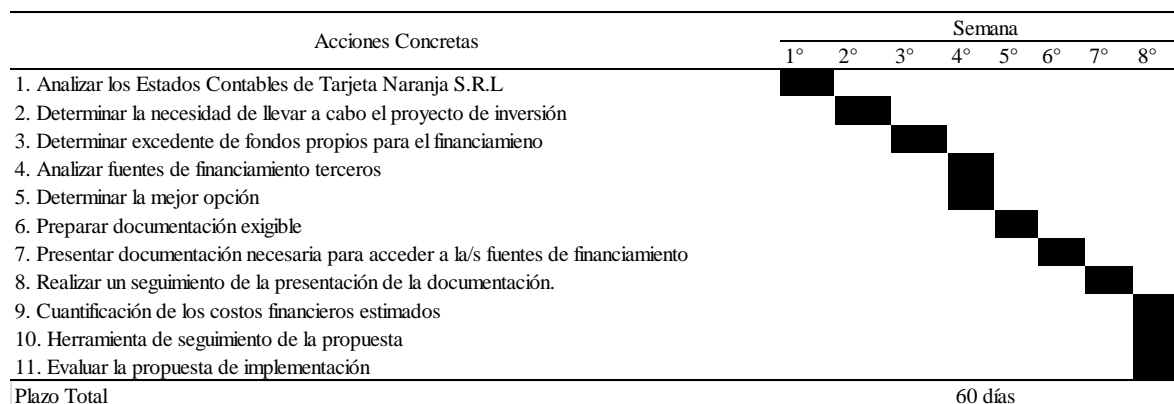 Acciones Concretas
Semana
1° 2° 3° 4° 5° 6° 7° 8°
1. Analizar los Estados Contables de Tarjeta Naranja S.R.L
2. Determinar la necesidad de llevar a cabo el proyecto de inversión
3. Determinar excedente de fondos propios para el financiamieno
4. Analizar fuentes de financiamiento terceros
5. Determinar la mejor opción
6. Preparar documentación exigible
7. Presentar documentación necesaria para acceder a la/s fuentes de financiamiento
8. Realizar un seguimiento de la presentación de la documentación.
9. Cuantificación de los costos financieros estimados
10. Herramienta de seguimiento de la propuesta
11. Evaluar la propuesta de implementación
Plazo Total 60 días